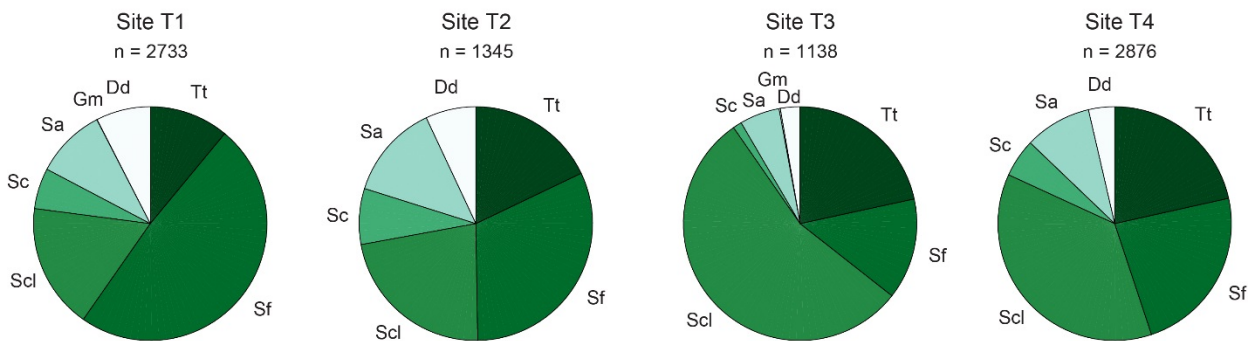 Site T1
n = 2733
Dd
Tt
Gm
Sa
Sc
Scl
Sf
Site T2
n = 1345
Dd
Tt
Sa
Sc
Scl
Sf
Site T3
n = 1138
Gm
Dd
Sa
Sc
Tt
Sf
Scl
Site T4
n = 2876
Dd
Tt
Sa
Sc
Scl
Sf